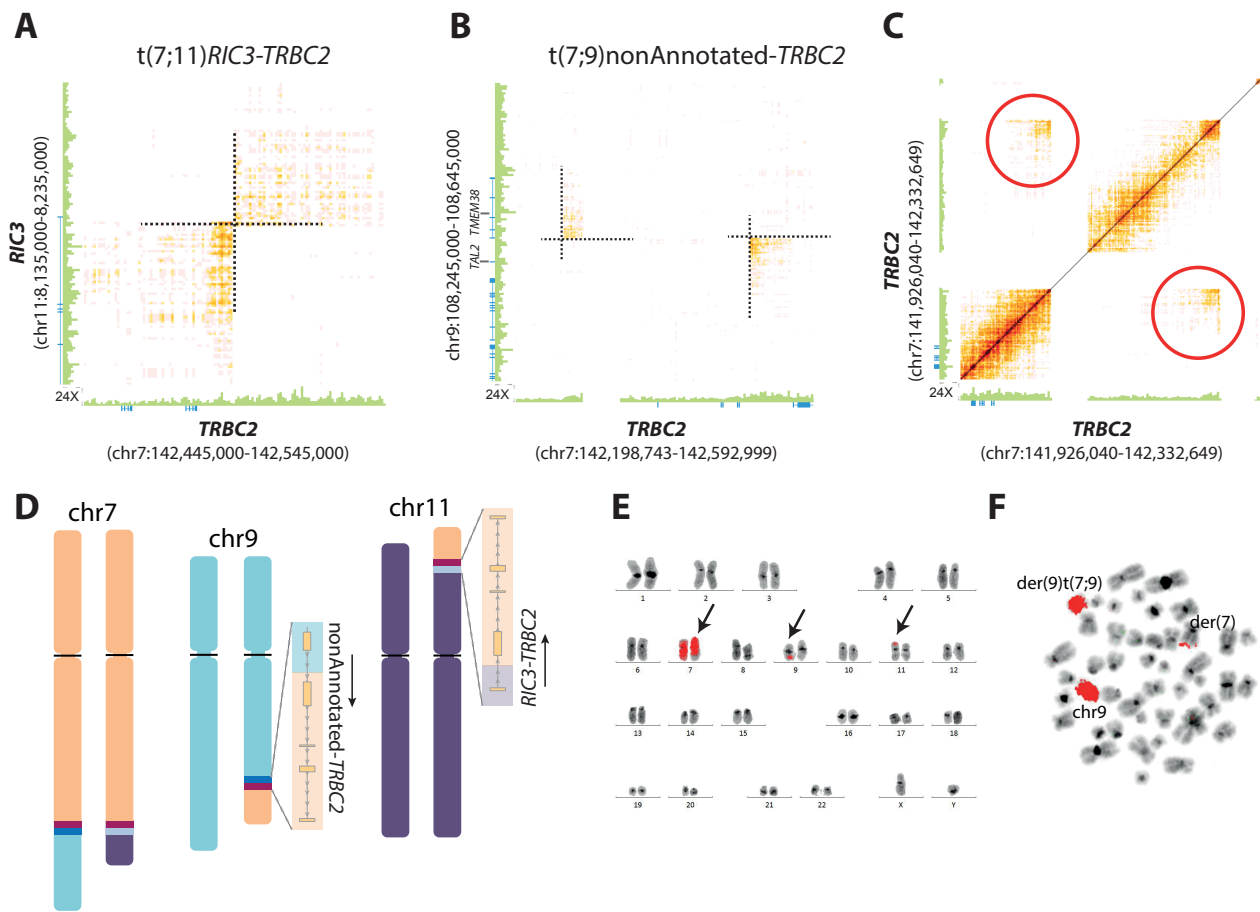 A
t(7;11)RIC3-TRBC2
RIC3
(chr11:8,135,000-8,235,000)
24X
TRBC2
(chr7:142,445,000-142,545,000)
B
t(7;9)nonAnnotated-TRBC2
chr9:108,245,000-108,645,000
TAL2 TMEM38
24X
TRBC2
(chr7:142,198,743-142,592,999)
C
TRBC2
(chr7:141,926,040-142,332,649)
24X
TRBC2
(chr7:141,926,040-142,332,649)
D
chr7
chr9
nonAnnotated-TRBC2
chr11
RIC3-TRBC2
E
1 2 3 4 5
6 7 8 9 10 11 12
13 14 15 16 17 18
19 20 21 22 X Y
F
der(9)t(7;9)
der(7)
chr9